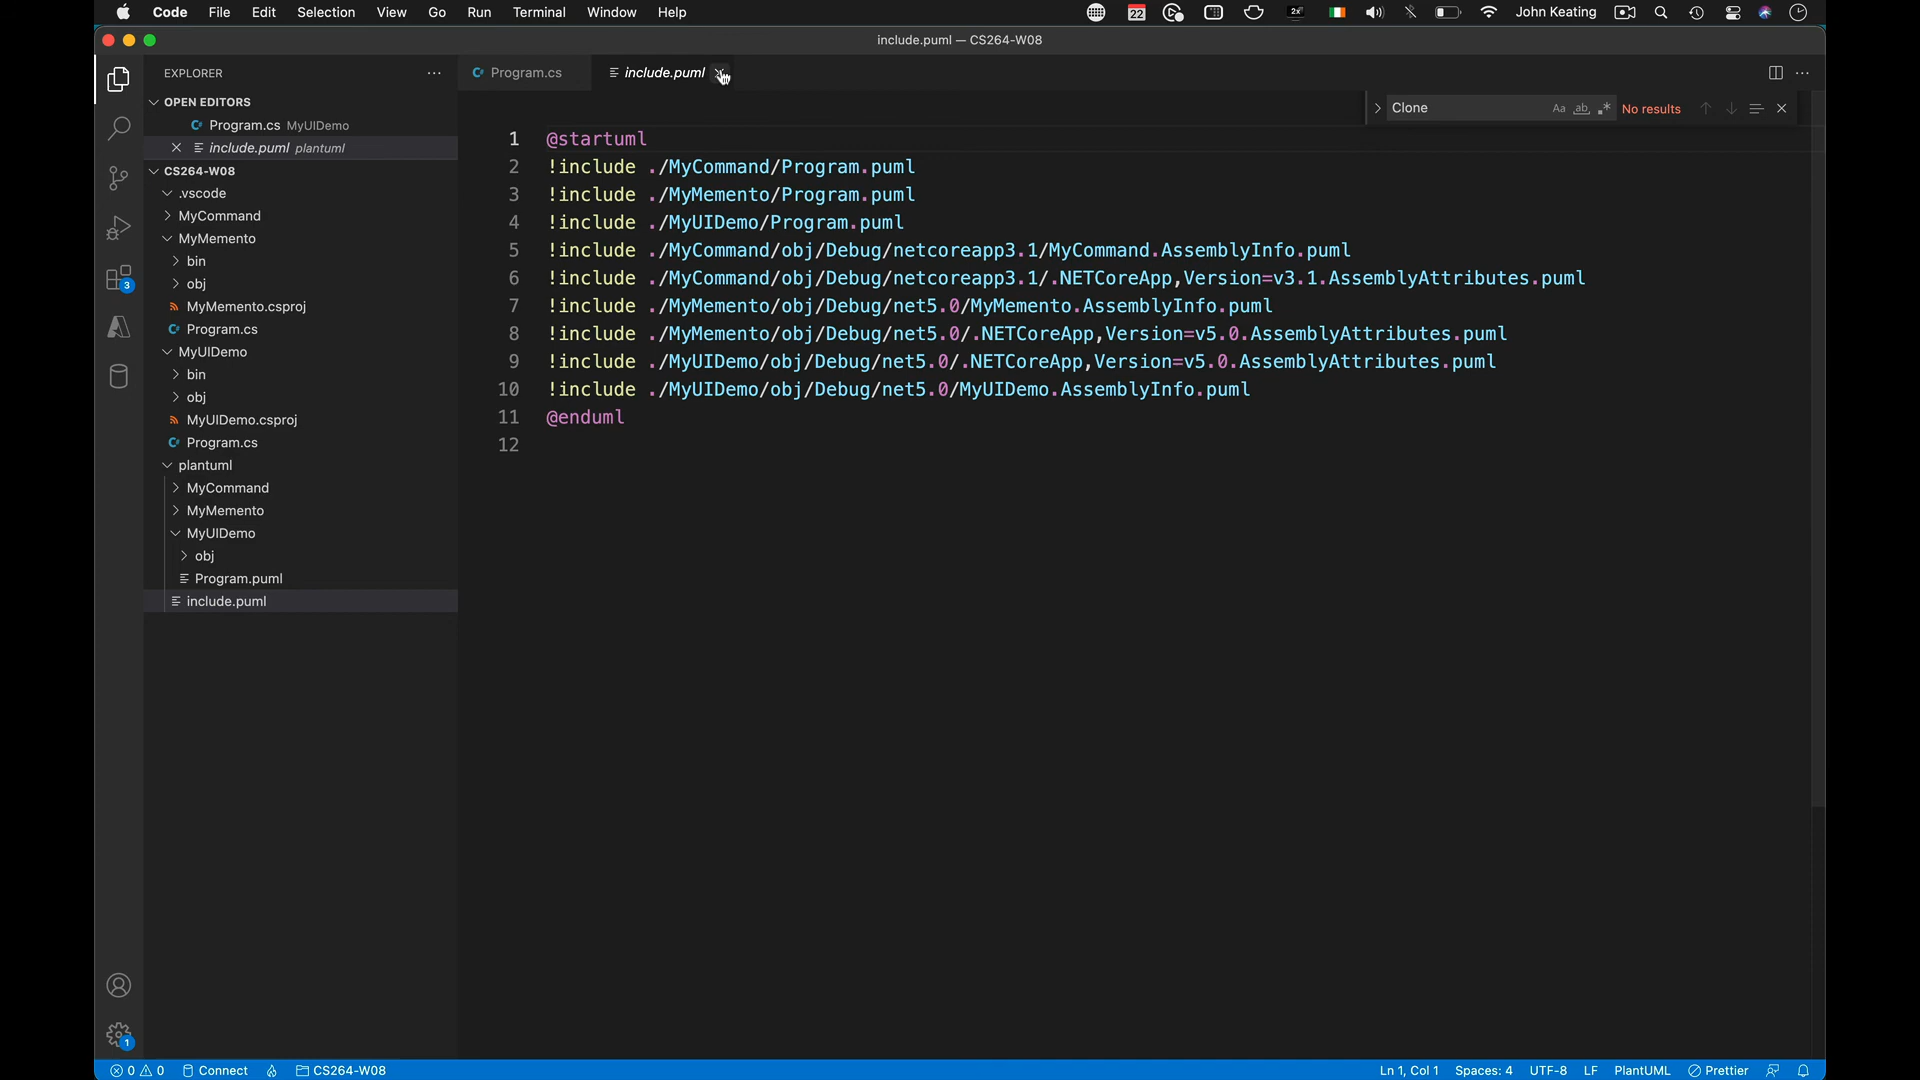 Code File Edit Selection View Go Run Terminal Window Help
22
2x
John Keating
include.puml — CS264-W08
EXPLORER
OPEN EDITORS
Program.cs MyUIDemo
include.puml plantuml
CS264-W08
.vscode
MyCommand
MyMemento
bin
obj
MyMemento.csproj
Program.cs
MyUIDemo
bin
obj
MyUIDemo.csproj
Program.cs
plantuml
MyCommand
MyMemento
MyUIDemo
obj
Program.puml
include.puml
3
1
Program.cs
include.puml
Clone
Aa
ab
No results
1 @startuml
2 !include ./MyCommand/Program.puml
3 !include ./MyMemento/Program.puml
4 !include ./MyUIDemo/Program.puml
5 !include ./MyCommand/obj/Debug/netcoreapp3.1/MyCommand.AssemblyInfo.puml
6 !include ./MyCommand/obj/Debug/netcoreapp3.1/.NETCoreApp,Version=v3.1.AssemblyAttributes.puml
7 !include ./MyMemento/obj/Debug/net5.0/MyMemento.AssemblyInfo.puml
8 !include ./MyMemento/obj/Debug/net5.0/.NETCoreApp,Version=v5.0.AssemblyAttributes.puml
9 !include ./MyUIDemo/obj/Debug/net5.0/.NETCoreApp,Version=v5.0.AssemblyAttributes.puml
10 !include ./MyUIDemo/obj/Debug/net5.0/MyUIDemo.AssemblyInfo.puml
11 @enduml
12
0 0 Connect CS264-W08
Ln 1, Col 1 Spaces: 4 UTF-8 LF PlantUML Prettier